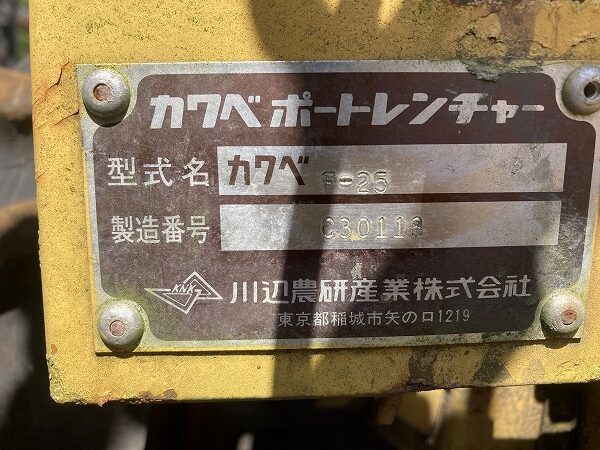 カワベ ポートレンチャー
型式名 カワベ F-25
製造番号 C30118
KNK
川辺農研産業株式会社
東京都稲城市矢の口1219